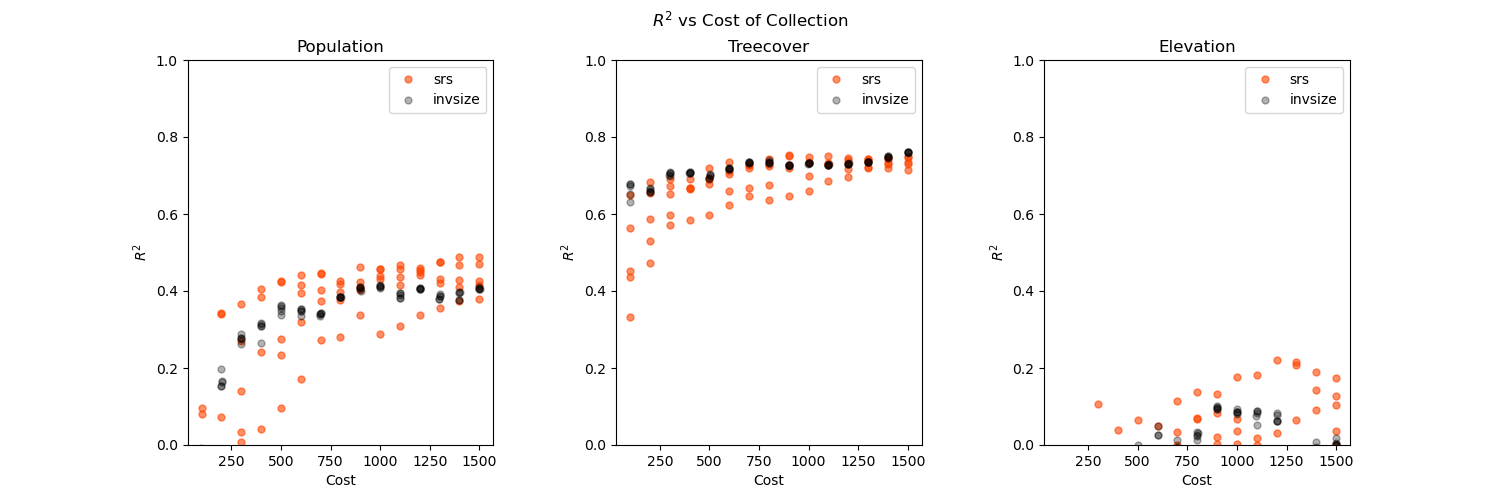 R² vs Cost of Collection
Population
1.0
0.8
0.6
0.4
0.2
0.0
R²
srs
invsize
250 500 750 1000 1250 1500
Cost
Treecover
1.0
0.8
0.6
0.4
0.2
0.0
R²
srs
invsize
250 500 750 1000 1250 1500
Cost
Elevation
1.0
0.8
0.6
0.4
0.2
0.0
R²
srs
invsize
250 500 750 1000 1250 1500
Cost